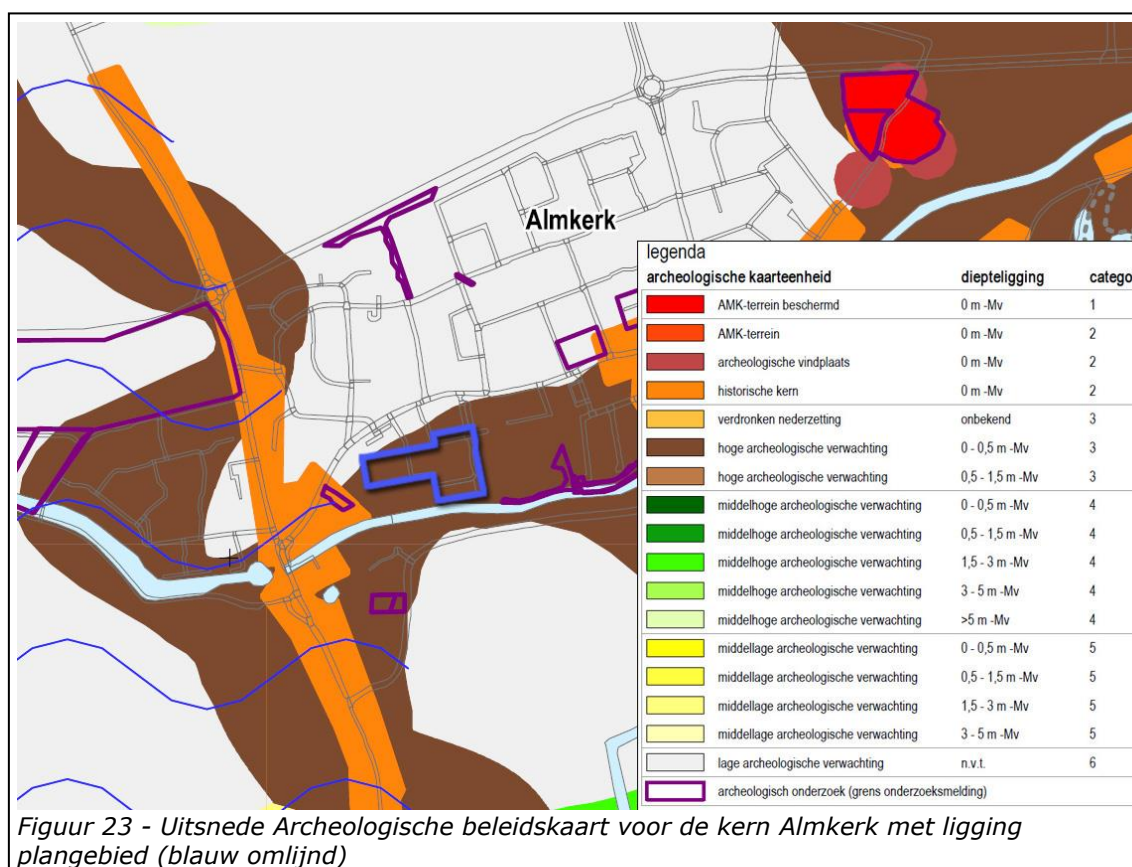 Almkerk
legenda
archeologische kaarteenheid diepteligging catego
AMK-terrein beschermd 0 m -Mv 1
AMK-terrein 0 m -Mv 2
archeologische vindplaats 0 m -Mv 2
historische kern 0 m -Mv 2
verdronken nederzetting onbekend 3
hoge archeologische verwachting 0 - 0,5 m -Mv 3
hoge archeologische verwachting 0,5 - 1,5 m -Mv 3
middelhoge archeologische verwachting 0 - 0,5 m -Mv 4
middelhoge archeologische verwachting 0,5 - 1,5 m -Mv 4
middelhoge archeologische verwachting 1,5 - 3 m -Mv 4
middelhoge archeologische verwachting 3 - 5 m -Mv 4
middelhoge archeologische verwachting >5 m -Mv 4
middellage archeologische verwachting 0 - 0,5 m -Mv 5
middellage archeologische verwachting 0,5 - 1,5 m -Mv 5
middellage archeologische verwachting 1,5 - 3 m -Mv 5
middellage archeologische verwachting 3 - 5 m -Mv 5
lage archeologische verwachting n.v.t. 6
archeologisch onderzoek (grens onderzoeksmelding)
Figuur 23 - Uitsnede Archeologische beleidskaart voor de kern Almkerk met ligging
plangebied (blauw omlijnd)